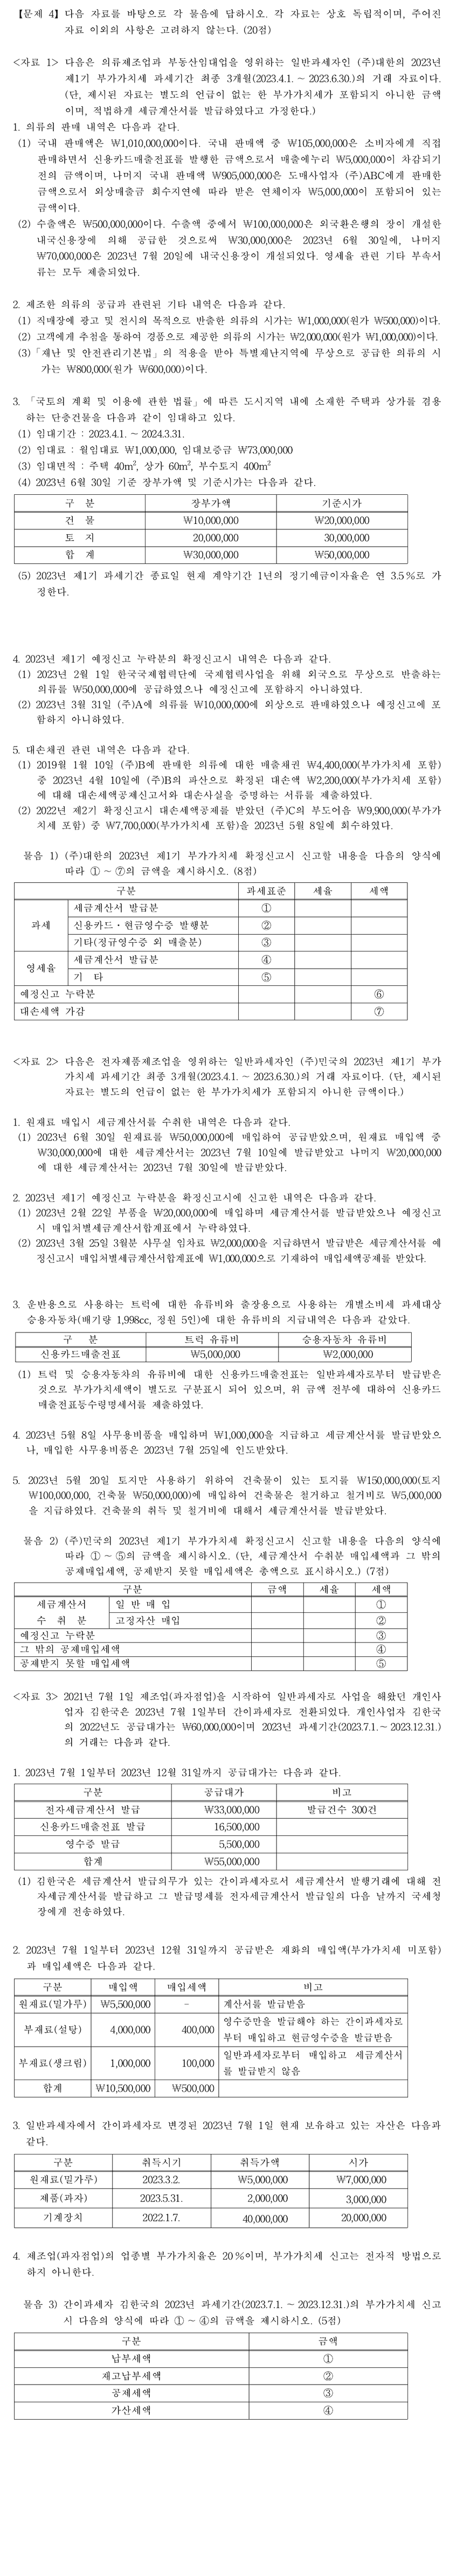 【문제 4】다음 자료를 바탕으로 각 물음에 답하시오. 각 자료는 상호 독립적이며, 주어진
자료 이외의 사항은 고려하지 않는다. (20점)
<자료 1> 다음은 의류제조업과 부동산임대업을 영위하는 일반과세자인 (주)대한의 2023년
제1기 부가가치세 과세기간 최종 3개월(2023.4.1. ~ 2023.6.30.)의 거래 자료이다.
(단, 제시된 자료는 별도의 언급이 없는 한 부가가치세가 포함되지 아니한 금액
이며, 적법하게 세금계산서를 발급하였다고 가정한다.)
1. 의류의 판매 내역은 다음과 같다.
(1) 국내 판매액은 ₩1,010,000,000이다. 국내 판매액 중 ₩105,000,000은 소비자에게 직접
판매하면서 신용카드매출전표를 발행한 금액으로서 매출에누리 ₩5,000,000이 차감되기
전의 금액이며, 나머지 국내 판매액 ₩905,000,000은 도매사업자 (주)ABC에게 판매한
금액으로서 외상매출금 회수지연에 따라 받은 연체이자 ₩5,000,000이 포함되어 있는
금액이다.
(2) 수출액은 ₩500,000,000이다. 수출액 중에서 ₩100,000,000은 외국환은행의 장이 개설한
내국신용장에 의해 공급한 것으로써 ₩30,000,000은 2023년 6월 30일에, 나머지
₩70,000,000은 2023년 7월 20일에 내국신용장이 개설되었다. 영세율 관련 기타 부속서
류는 모두 제출되었다.
2. 제조한 의류의 공급과 관련된 기타 내역은 다음과 같다.
(1) 직매장에 광고 및 전시의 목적으로 반출한 의류의 시가는 ₩1,000,000(원가 ₩500,000)이다.
(2) 고객에게 추첨을 통하여 경품으로 제공한 의류의 시가는 ₩2,000,000(원가 ₩1,000,000)이다.
(3)「재난 및 안전관리기본법」의 적용을 받아 특별재난지역에 무상으로 공급한 의류의 시
가는 ₩800,000(원가 ₩600,000)이다.
3. 「국토의 계획 및 이용에 관한 법률」에 따른 도시지역 내에 소재한 주택과 상가를 겸용
하는 단층건물을 다음과 같이 임대하고 있다.
(1) 임대기간 : 2023.4.1. ~ 2024.3.31.
(2) 임대료 : 월임대료 ₩1,000,000, 임대보증금 ₩73,000,000
(3) 임대면적 : 주택 40m², 상가 60m², 부수토지 400m²
(4) 2023년 6월 30일 기준 장부가액 및 기준시가는 다음과 같다.
구 분 장부가액 기준시가
건 물 ₩10,000,000 ₩20,000,000
토 지 20,000,000 30,000,000
합 계 ₩30,000,000 ₩50,000,000
(5) 2023년 제1기 과세기간 종료일 현재 계약기간 1년의 정기예금이자율은 연 3.5%로 가
정한다.
4. 2023년 제1기 예정신고 누락분의 확정신고시 내역은 다음과 같다.
(1) 2023년 2월 1일 한국국제협력단에 국제협력사업을 위해 외국으로 무상으로 반출하는
의류를 ₩50,000,000에 공급하였으나 예정신고에 포함하지 아니하였다.
(2) 2023년 3월 31일 (주)A에 의류를 ₩10,000,000에 외상으로 판매하였으나 예정신고에 포
함하지 아니하였다.
5. 대손채권 관련 내역은 다음과 같다.
(1) 2019년 1월 10일 (주)B에 판매한 의류에 대한 매출채권 ₩4,400,000(부가가치세 포함)
중 2023년 4월 10일에 (주)B의 파산으로 확정된 대손액 ₩2,200,000(부가가치세 포함)
에 대해 대손세액공제신고서와 대손사실을 증명하는 서류를 제출하였다.
(2) 2022년 제2기 확정신고시 대손세액공제를 받았던 (주)C의 부도어음 ₩9,900,000(부가가
치세 포함) 중 ₩7,700,000(부가가치세 포함)을 2023년 5월 8일에 회수하였다.
물음 1) (주)대한의 2023년 제1기 부가가치세 확정신고시 신고할 내용을 다음의 양식에
따라 ① ~ ⑦의 금액을 제시하시오. (8점)
구분 과세표준 세율 세액
과세 세금계산서 발급분 ①
신용카드・현금영수증 발행분 ②
기타(정규영수증 외 매출분) ③
영세율 세금계산서 발급분 ④
기 타 ⑤
예정신고 누락분 ⑥
대손세액 가감 ⑦
<자료 2> 다음은 전자제품제조업을 영위하는 일반과세자인 (주)민국의 2023년 제1기 부가
가치세 과세기간 최종 3개월(2023.4.1. ~ 2023.6.30.)의 거래 자료이다. (단, 제시된
자료는 별도의 언급이 없는 한 부가가치세가 포함되지 아니한 금액이다.)
1. 원재료 매입시 세금계산서를 수취한 내역은 다음과 같다.
(1) 2023년 6월 30일 원재료를 ₩50,000,000에 매입하여 공급받았으며, 원재료 매입액 중
₩30,000,000에 대한 세금계산서는 2023년 7월 10일에 발급받았고 나머지 ₩20,000,000
에 대한 세금계산서는 2023년 7월 30일에 발급받았다.
2. 2023년 제1기 예정신고 누락분을 확정신고시에 신고한 내역은 다음과 같다.
(1) 2023년 2월 22일 부품을 ₩20,000,000에 매입하며 세금계산서를 발급받았으나 예정신고
시 매입처별세금계산서합계표에서 누락하였다.
(2) 2023년 3월 25일 3월분 사무실 임차료 ₩2,000,000을 지급하면서 발급받은 세금계산서를 예
정신고시 매입처별세금계산서합계표에 ₩1,000,000으로 기재하여 매입세액공제를 받았다.
3. 운반용으로 사용하는 트럭에 대한 유류비와 출장용으로 사용하는 개별소비세 과세대상
승용자동차(배기량 1,998cc, 정원 5인)에 대한 유류비의 지급내역은 다음과 같았다.
구 분 트럭 유류비 승용자동차 유류비
신용카드매출전표 ₩5,000,000 ₩2,000,000
(1) 트럭 및 승용자동차의 유류비에 대한 신용카드매출전표는 일반과세자로부터 발급받은
것으로 부가가치세액이 별도로 구분표시 되어 있으며, 위 금액 전부에 대하여 신용카드
매출전표등수령명세서를 제출하였다.
4. 2023년 5월 8일 사무용비품을 매입하며 ₩1,000,000을 지급하고 세금계산서를 발급받았으
나, 매입한 사무용비품은 2023년 7월 25일에 인도받았다.
5. 2023년 5월 20일 토지만 사용하기 위하여 건축물이 있는 토지를 ₩150,000,000(토지
₩100,000,000, 건축물 ₩50,000,000)에 매입하여 건축물은 철거하고 철거비로 ₩5,000,000
을 지급하였다. 건축물의 취득 및 철거비에 대해서 세금계산서를 발급받았다.
물음 2) (주)민국의 2023년 제1기 부가가치세 확정신고시 신고할 내용을 다음의 양식에
따라 ① ~ ⑤의 금액을 제시하시오. (단, 세금계산서 수취분 매입세액과 그 밖의
공제매입세액, 공제받지 못할 매입세액은 총액으로 표시하시오.) (7점)
구분 금액 세율 세액
세금계산서 일 반 매 입 ①
수 취 분 고정자산 매입 ②
예정신고 누락분 ③
그 밖의 공제매입세액 ④
공제받지 못할 매입세액 ⑤
<자료 3> 2021년 7월 1일 제조업(과자점업)을 시작하여 일반과세자로 사업을 해왔던 개인사
업자 김한국은 2023년 7월 1일부터 간이과세자로 전환되었다. 개인사업자 김한국
의 2022년도 공급대가는 ₩60,000,000이며 2023년 과세기간(2023.7.1. ~ 2023.12.31.)
의 거래는 다음과 같다.
1. 2023년 7월 1일부터 2023년 12월 31일까지 공급대가는 다음과 같다.
구분 공급대가 비고
전자세금계산서 발급 ₩33,000,000 발급건수 300건
신용카드매출전표 발급 16,500,000
영수증 발급 5,500,000
합계 ₩55,000,000
(1) 김한국은 세금계산서 발급의무가 있는 간이과세자로서 세금계산서 발행거래에 대해 전
자세금계산서를 발급하고 그 발급명세를 전자세금계산서 발급일의 다음 날까지 국세청
장에게 전송하였다.
2. 2023년 7월 1일부터 2023년 12월 31일까지 공급받은 재화의 매입액(부가가치세 미포함)
과 매입세액은 다음과 같다.
구분 매입액 매입세액 비고
원재료(밀가루) ₩5,500,000 - 계산서를 발급받음
부재료(설탕) 4,000,000 400,000 영수증만을 발급해야 하는 간이과세자로
부터 매입하고 현금영수증을 발급받음
부재료(생크림) 1,000,000 100,000 일반과세자로부터 매입하고 세금계산서
를 발급받지 않음
합계 ₩10,500,000 ₩500,000
3. 일반과세자에서 간이과세자로 변경된 2023년 7월 1일 현재 보유하고 있는 자산은 다음과
같다.
구분 취득시기 취득가액 시가
원재료(밀가루) 2023.3.2. ₩5,000,000 ₩7,000,000
제품(과자) 2023.5.31. 2,000,000 3,000,000
기계장치 2022.1.7. 40,000,000 20,000,000
4. 제조업(과자점업)의 업종별 부가가치율은 20%이며, 부가가치세 신고는 전자적 방법으로
하지 아니한다.
물음 3) 간이과세자 김한국의 2023년 과세기간(2023.7.1. ~ 2023.12.31.)의 부가가치세 신고
시 다음의 양식에 따라 ① ~ ④의 금액을 제시하시오. (5점)
구분 금액
납부세액 ①
재고납부세액 ②
공제세액 ③
가산세액 ④